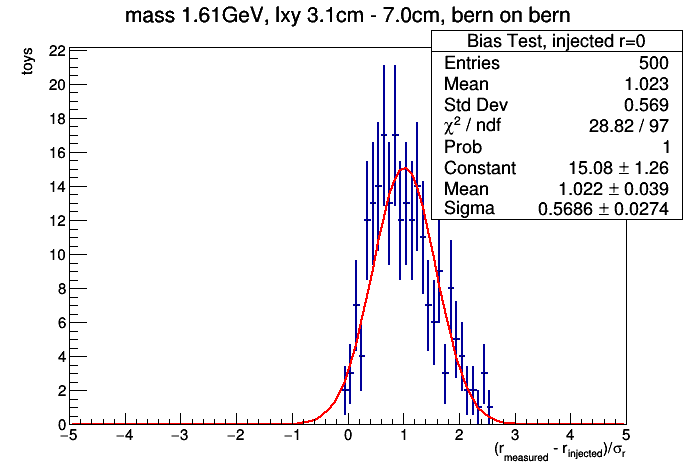 mass 1.61GeV, lxy 3.1cm - 7.0cm, bern on bern
toys
Bias Test, injected r=0
Entries 500
Mean 1.023
Std Dev 0.569
χ² / ndf 28.82 / 97
Prob 1
Constant 15.08 ± 1.26
Mean 1.022 ± 0.039
Sigma 0.5686 ± 0.0274
22
20
18
16
14
12
10
8
6
4
2
0
−5 −4 −3 −2 −1 0 1 2 3 4 5
(r_measured - r_injected)/σ_r